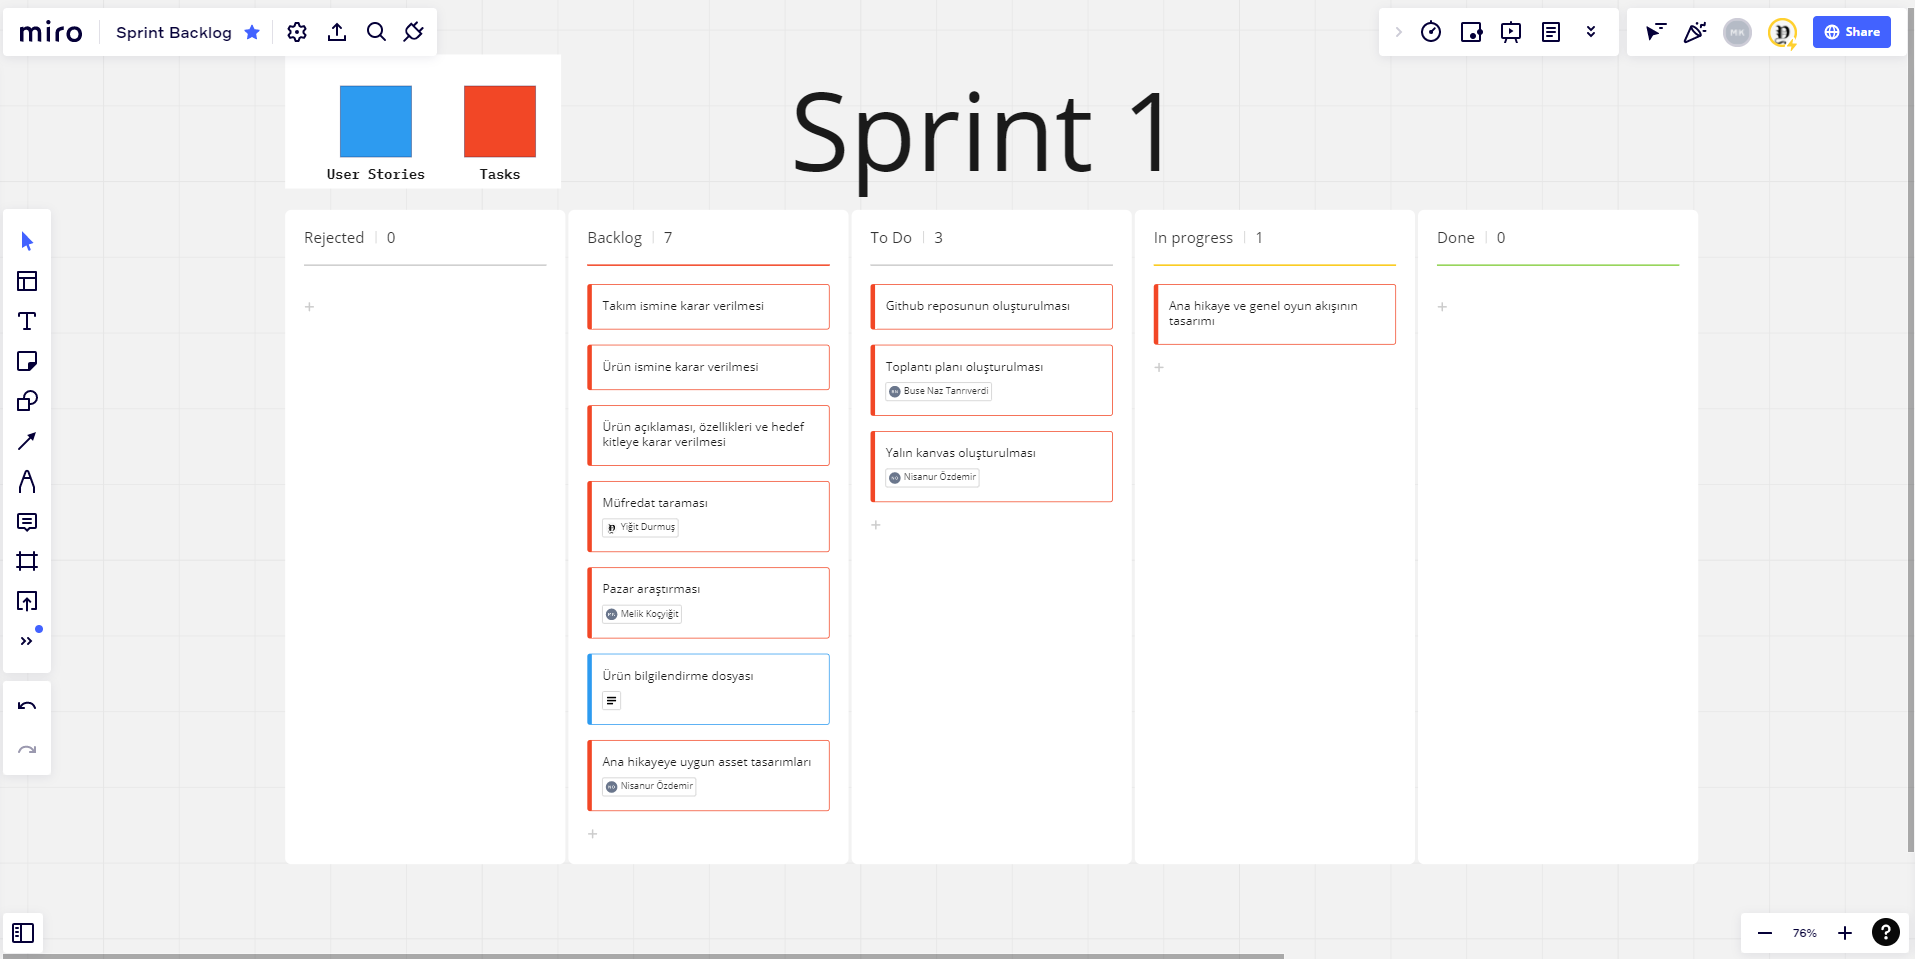 miro
Sprint Backlog
MK
Share
User Stories
Tasks
Sprint 1
Rejected 0
Backlog 7
Takım ismine karar verilmesi
Ürün ismine karar verilmesi
Ürün açıklaması, özellikleri ve hedef
kitleye karar verilmesi
Müfredat taraması
Yiğit Durmuş
Pazar araştırması
Melik Koçyiğit
Ürün bilgilendirme dosyası
Ana hikayeye uygun asset tasarımları
Nisanur Özdemir
To Do 3
Github reposunun oluşturulması
Toplantı planı oluşturulması
Buse Naz Tanrıverdi
Yalın kanvas oluşturulması
Nisanur Özdemir
In progress 1
Ana hikaye ve genel oyun akışının
tasarımı
Done 0
76%